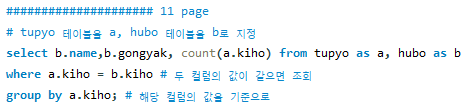 ##################### 11 page
# tupyo 테이블을 a, hubo 테이블을 b로 지정
select b.name,b.gongyak, count(a.kiho) from tupyo as a, hubo as b
where a.kiho = b.kiho # 두 컬럼의 값이 같으면 조회
group by a.kiho; # 해당 컬럼의 값을 기준으로